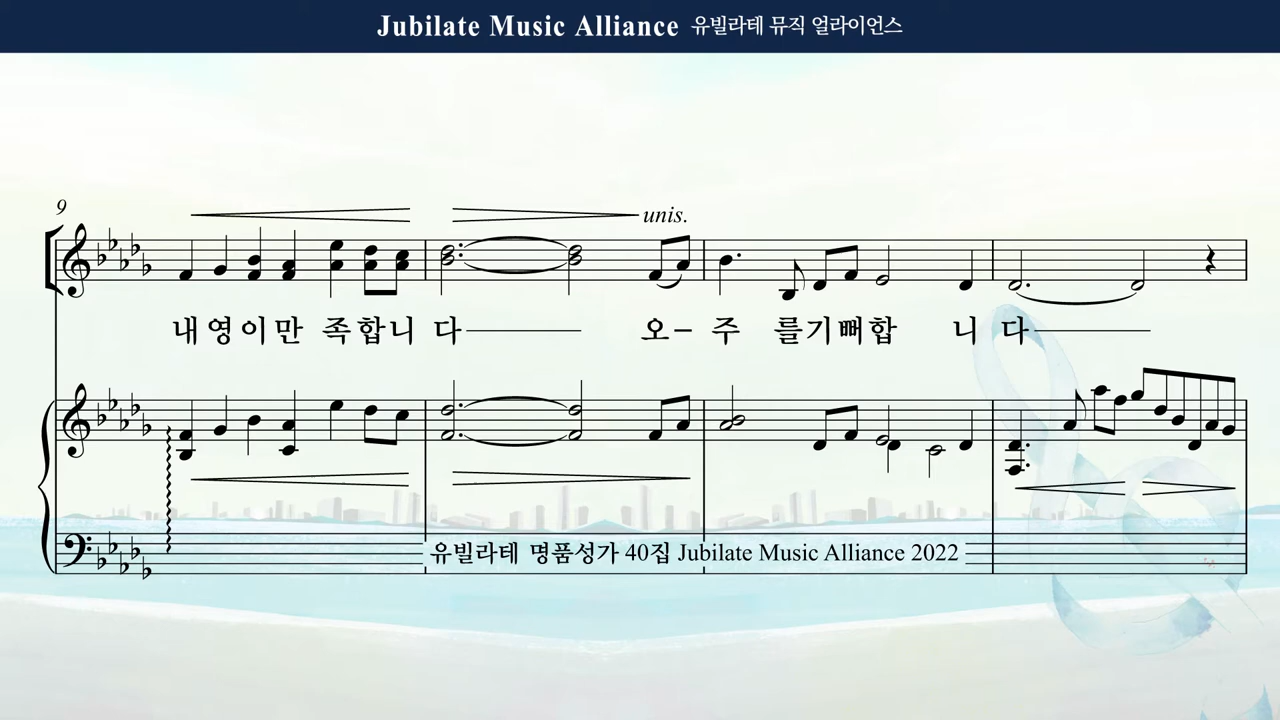 Jubilate Music Alliance 유빌라테 뮤직 얼라이언스
9
unis.
내 영 이 만 족 합 니 다 오 주 를 기 뻐 합 니 다
유빌라테 명품성가 40집 Jubilate Music Alliance 2022